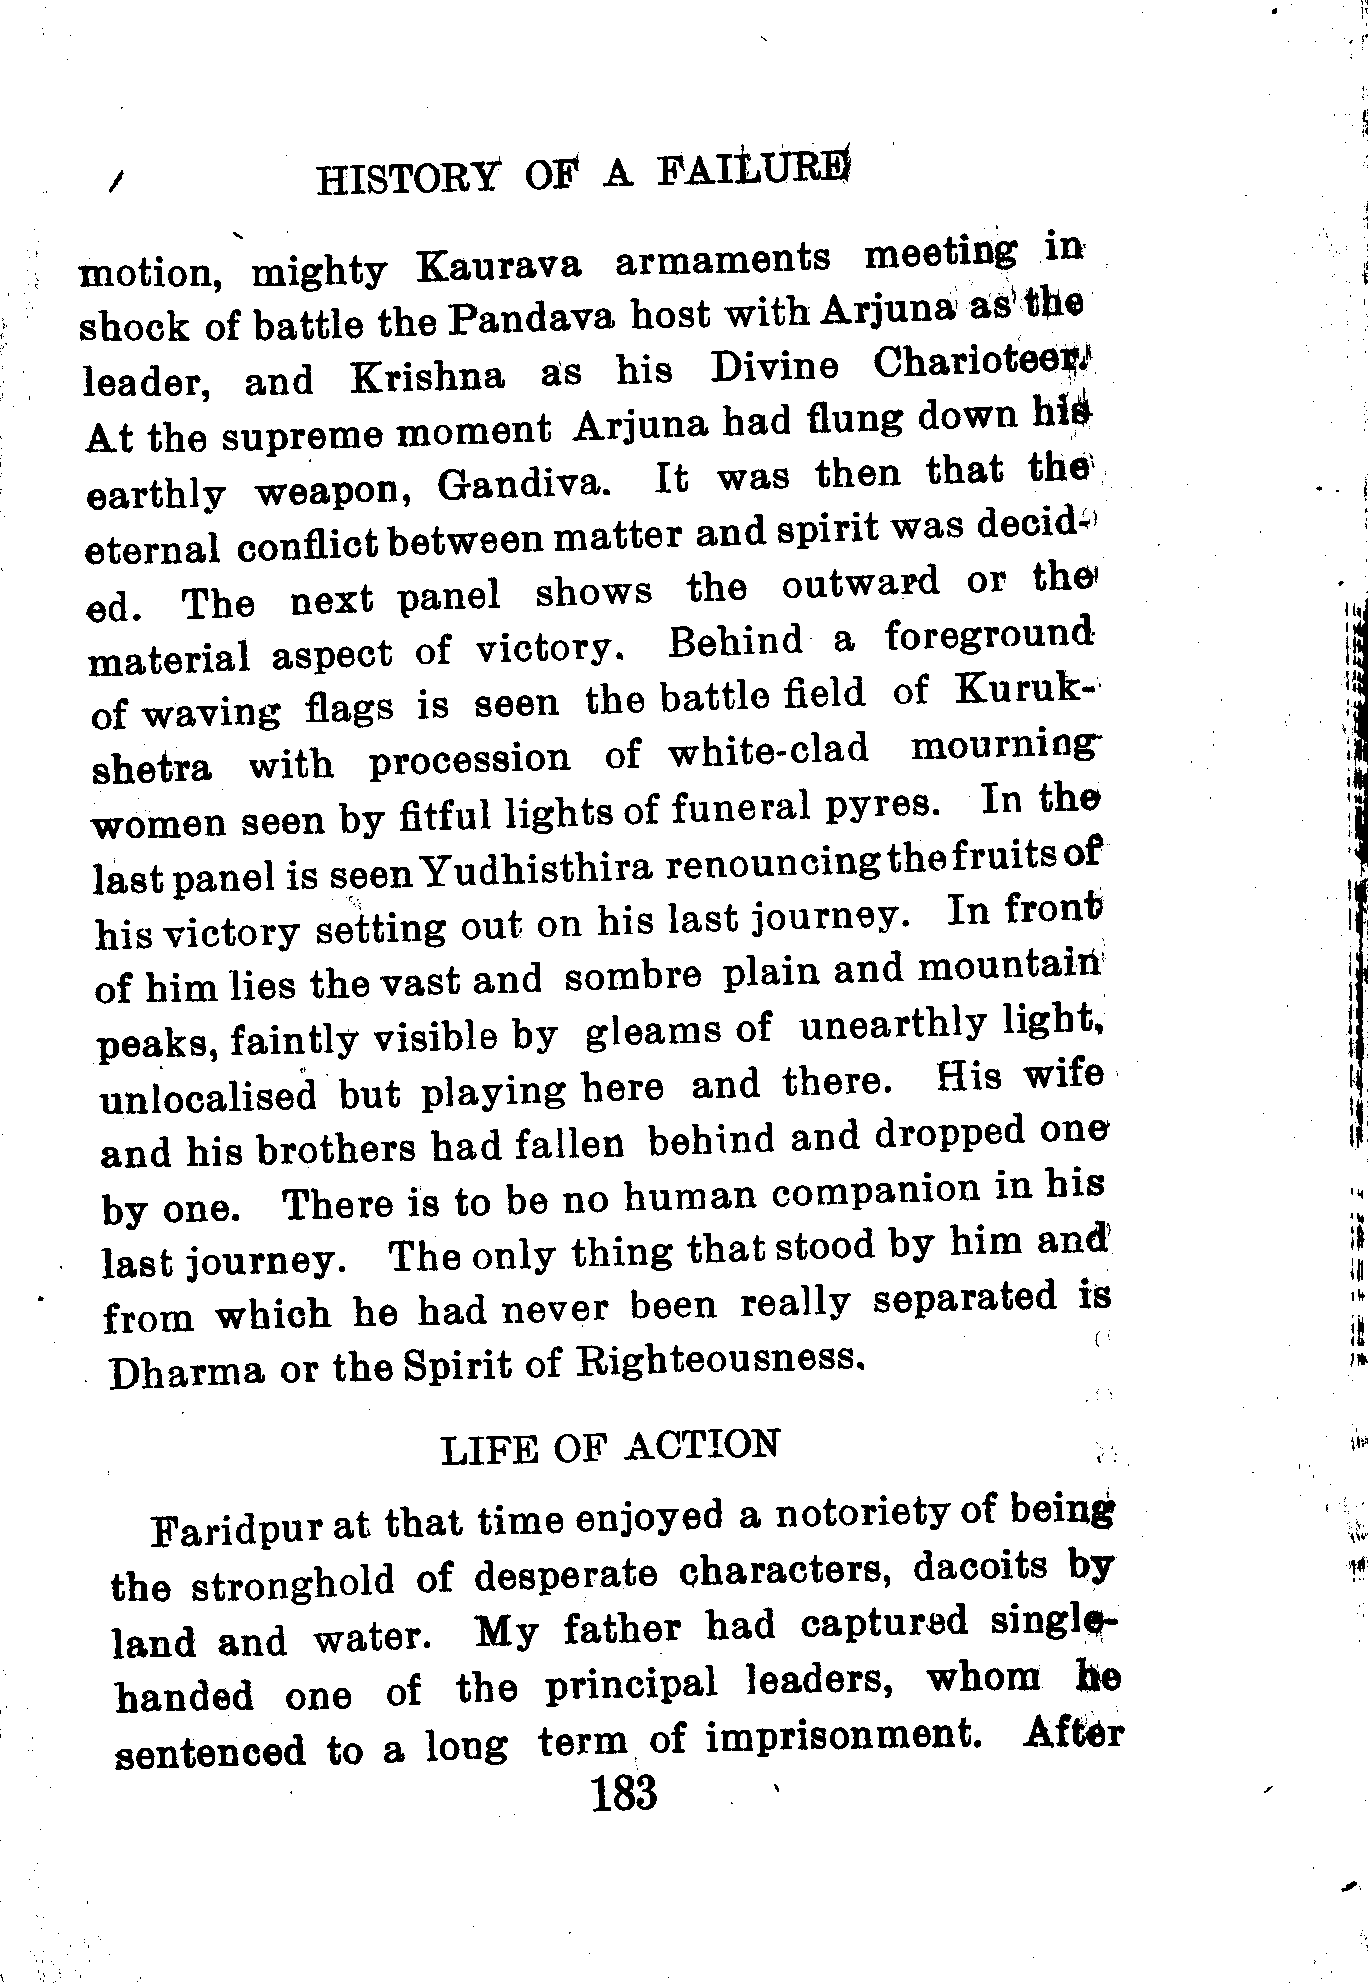 HISTORY OF A FAILURE
motion, mighty Kaurava armaments meeting in
shock of battle the Pandava host with Arjuna as the
leader, and Krishna as his Divine Charioteer.
At the supreme moment Arjuna had flung down his
earthly weapon, Gandiva. It was then that the
eternal conflict between matter and spirit was decid-
ed. The next panel shows the outward or the
material aspect of victory. Behind a foreground
of waving flags is seen the battle field of Kuruk-
shetra with procession of white-clad mourning
women seen by fitful lights of funeral pyres. In the
last panel is seen Yudhisthira renouncing the fruits of
his victory setting out on his last journey. In front
of him lies the vast and sombre plain and mountain
peaks, faintly visible by gleams of unearthly light,
unlocalised but playing here and there. His wife
and his brothers had fallen behind and dropped one
by one. There is to be no human companion in his
last journey. The only thing that stood by him and
from which he had never been really separated is
Dharma or the Spirit of Righteousness.
LIFE OF ACTION
Faridpur at that time enjoyed a notoriety of being
the stronghold of desperate characters, dacoits by
land and water. My father had captured single-
handed one of the principal leaders, whom he
sentenced to a long term of imprisonment. After
183